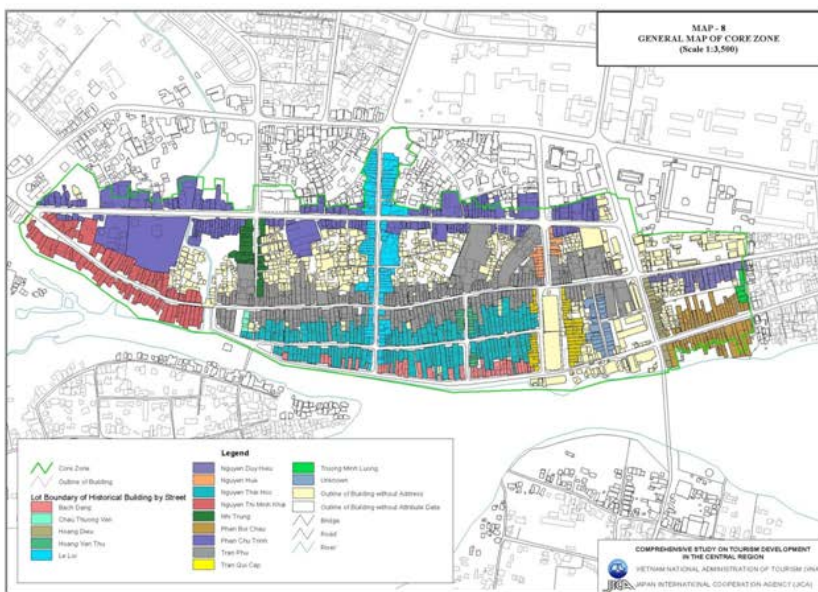 MAP - 8
GENERAL MAP OF CORE ZONE
(Scale 1:3,500)
Legend
Core Zone
Outline of Building
Lot Boundary of Historical Building by Street
Bach Dang
Chau Thuong Van
Hoang Dieu
Hoang Van Thu
Le Loi
Nguyen Duy Hieu
Nguyen Hue
Nguyen Thai Hoc
Nguyen Thi Minh Khai
Nhi Trung
Phan Boi Chau
Phan Chu Trinh
Tran Phu
Tran Qui Cap
Truong Minh Luong
Unknown
Outline of Building without Address
Outline of Building without Attribute Data
Bridge
Road
River
COMPREHENSIVE STUDY ON TOURISM DEVELOPMENT
IN THE CENTRAL REGION
VIETNAM NATIONAL ADMINISTRATION OF TOURISM
JICA
JAPAN INTERNATIONAL COOPERATION AGENCY (JICA)